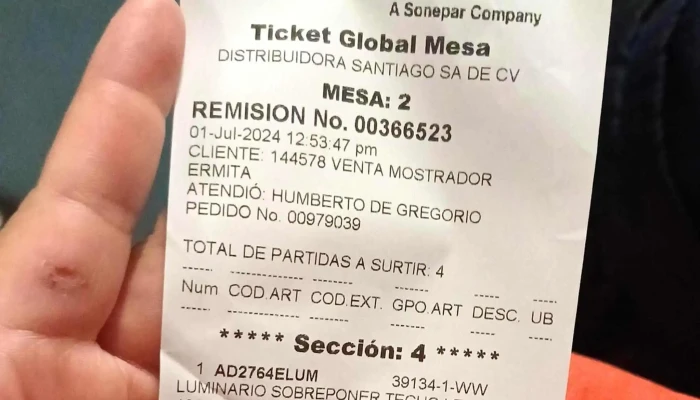 A Sonepar Company
Ticket Global Mesa
DISTRIBUIDORA SANTIAGO SA DE CV
MESA: 2
REMISION No. 00366523
01-Jul-2024 12:53:47 pm
CLIENTE: 144578 VENTA MOSTRADOR
ERMITA
ATENDIÓ: HUMBERTO DE GREGORIO
PEDIDO No. 00979039
TOTAL DE PARTIDAS A SURTIR: 4
Num COD.ART COD.EXT. GPO.ART DESC. UB
***** Sección: 4 *****
1 AD2764ELUM 39134-1-WW
LUMINARIO SOBREPONER